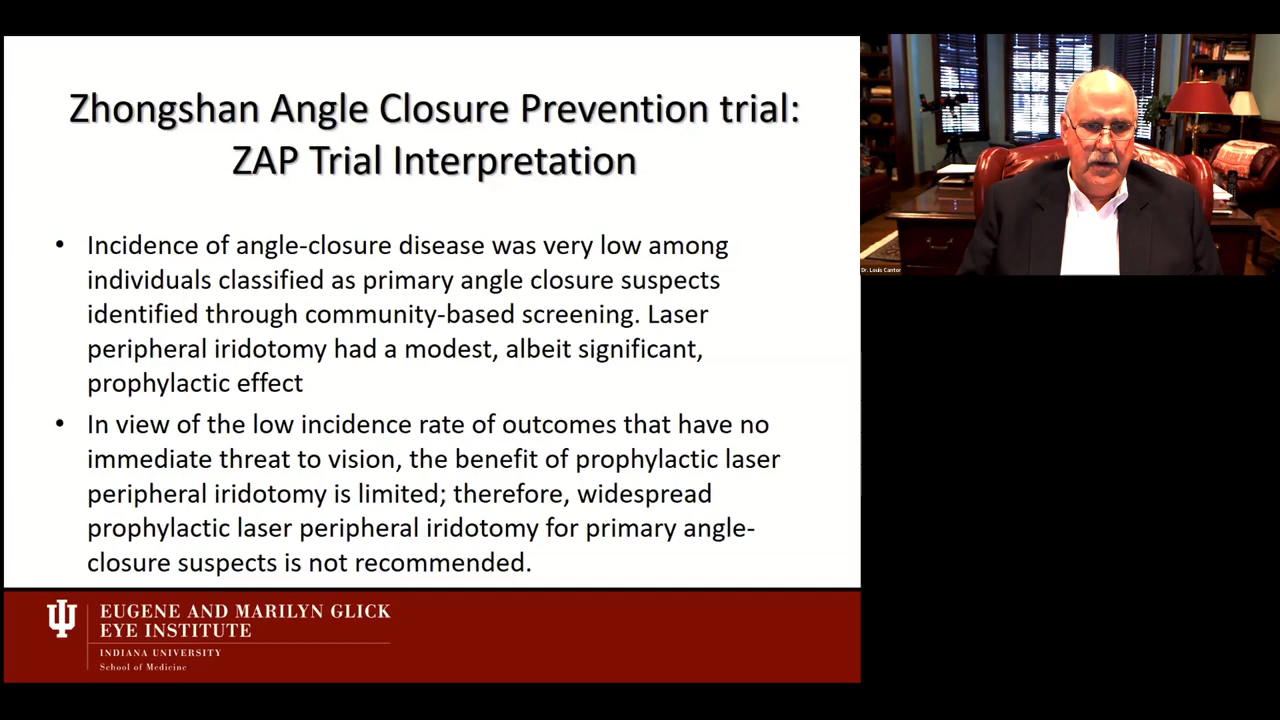 Zhongshan Angle Closure Prevention trial:
ZAP Trial Interpretation
• Incidence of angle-closure disease was very low among
individuals classified as primary angle closure suspects
identified through community-based screening. Laser
peripheral iridotomy had a modest, albeit significant,
prophylactic effect
• In view of the low incidence rate of outcomes that have no
immediate threat to vision, the benefit of prophylactic laser
peripheral iridotomy is limited; therefore, widespread
prophylactic laser peripheral iridotomy for primary angle-
closure suspects is not recommended.
EUGENE AND MARILYN GLICK
EYE INSTITUTE
INDIANA UNIVERSITY
School of Medicine
Dr. Louis Cantor